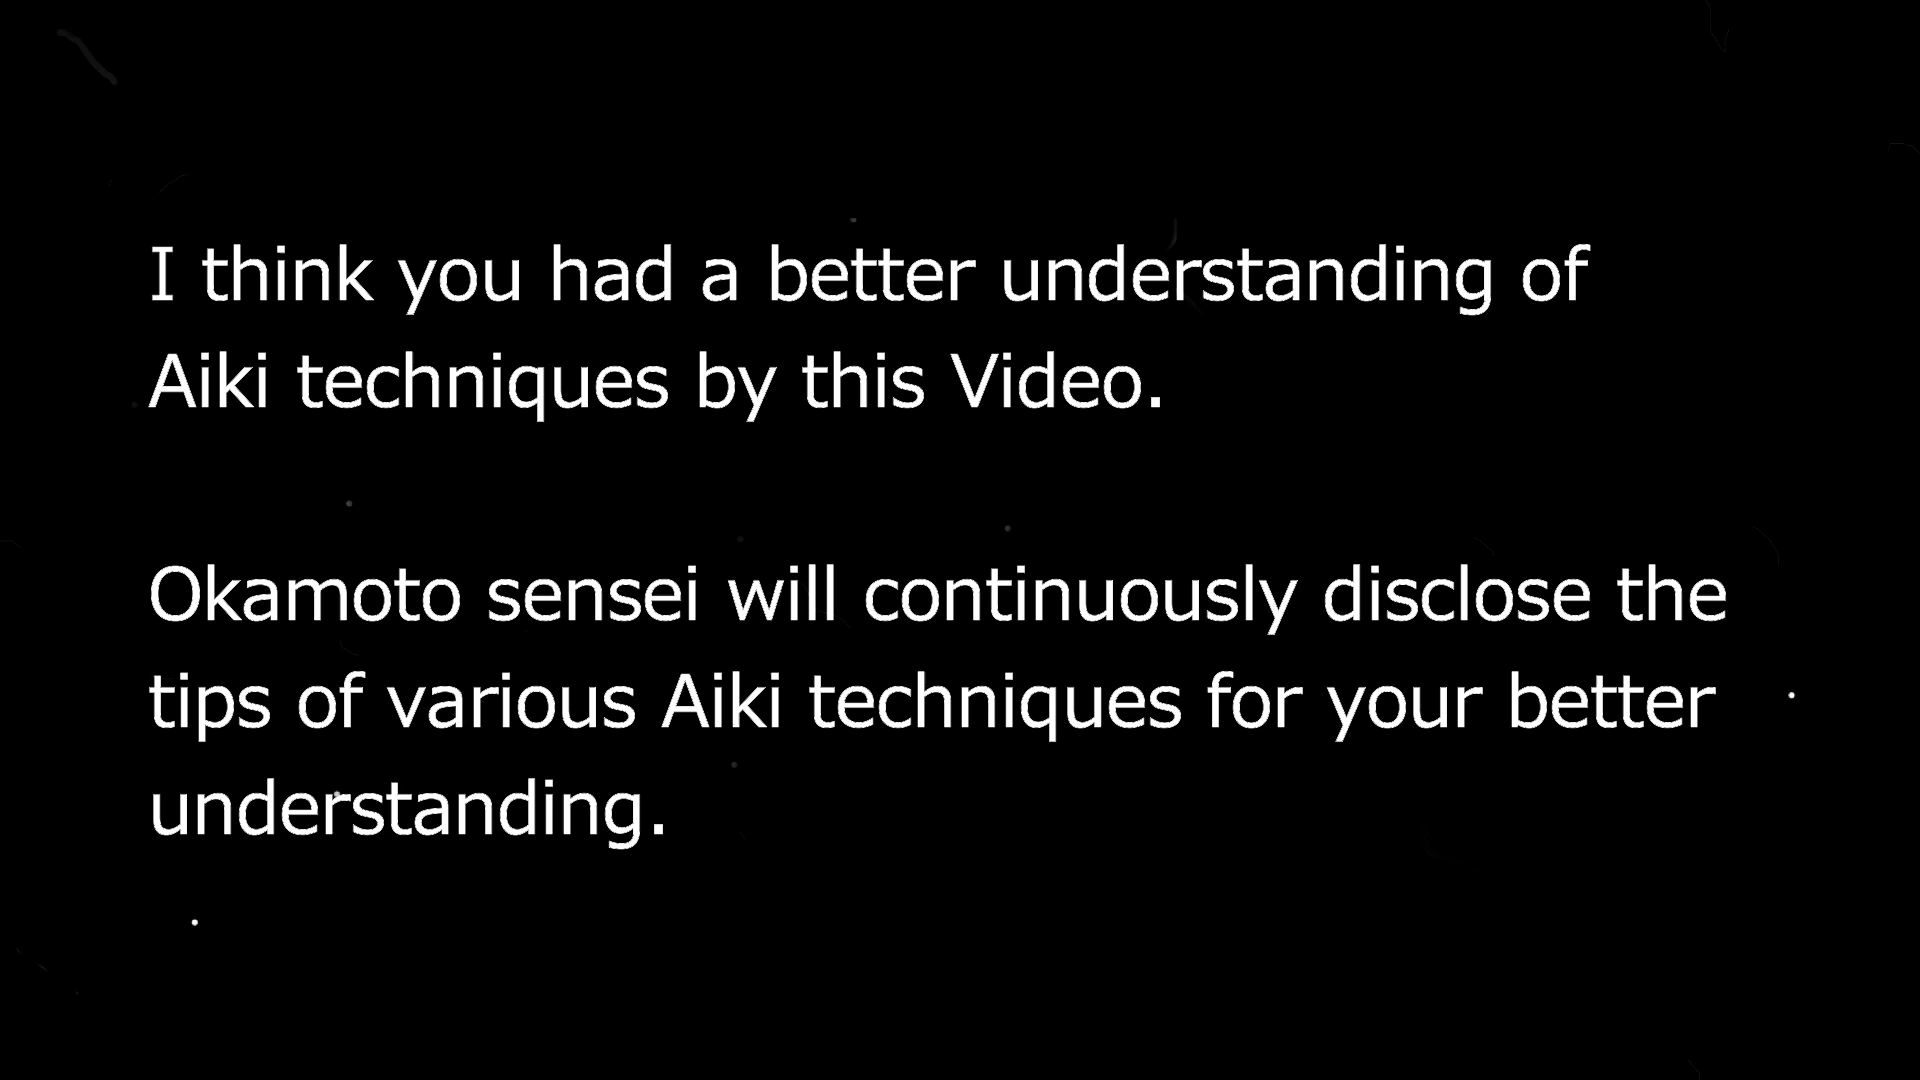 I think you had a better understanding of
Aiki techniques by this Video.
Okamoto sensei will continuously disclose the
tips of various Aiki techniques for your better
understanding.